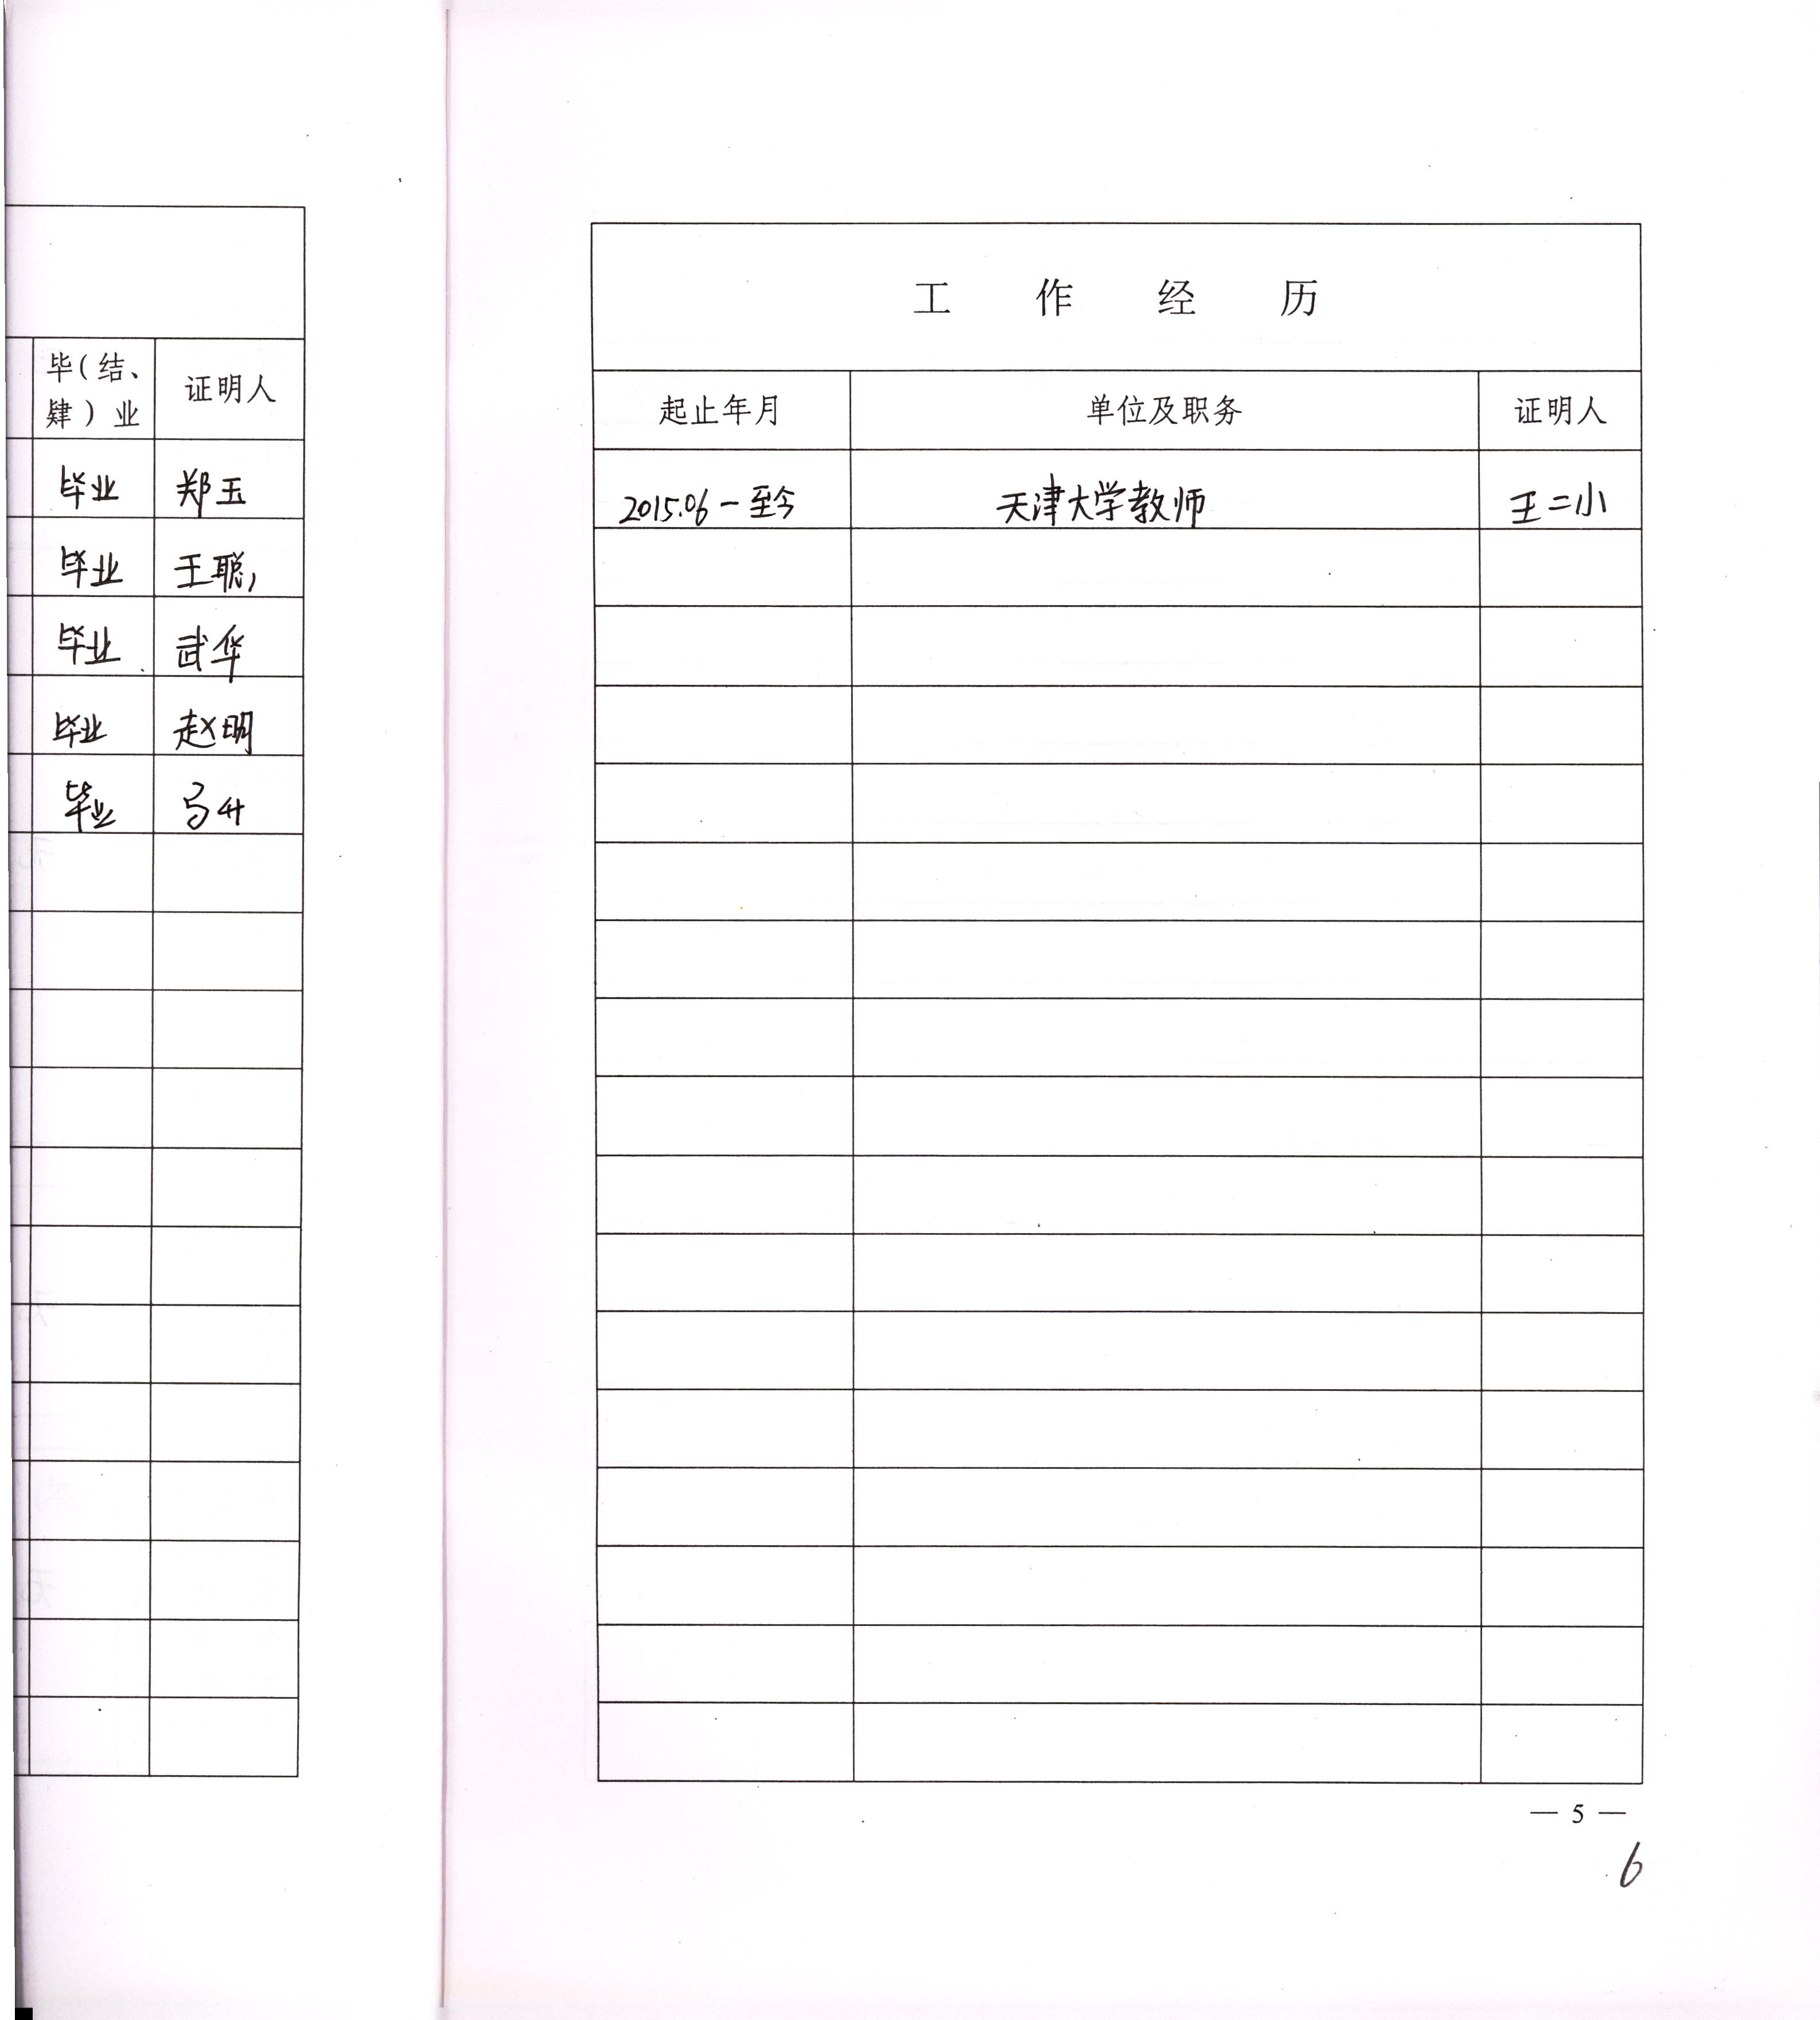 毕(结、
肄)业 证明人
毕业 郑玉
毕业 王聪
毕业 武华
毕业 赵明
毕业 马升
工作经历
起止年月 单位及职务 证明人
2015.06-至今 天津大学教师 王二小
— 5 —
6